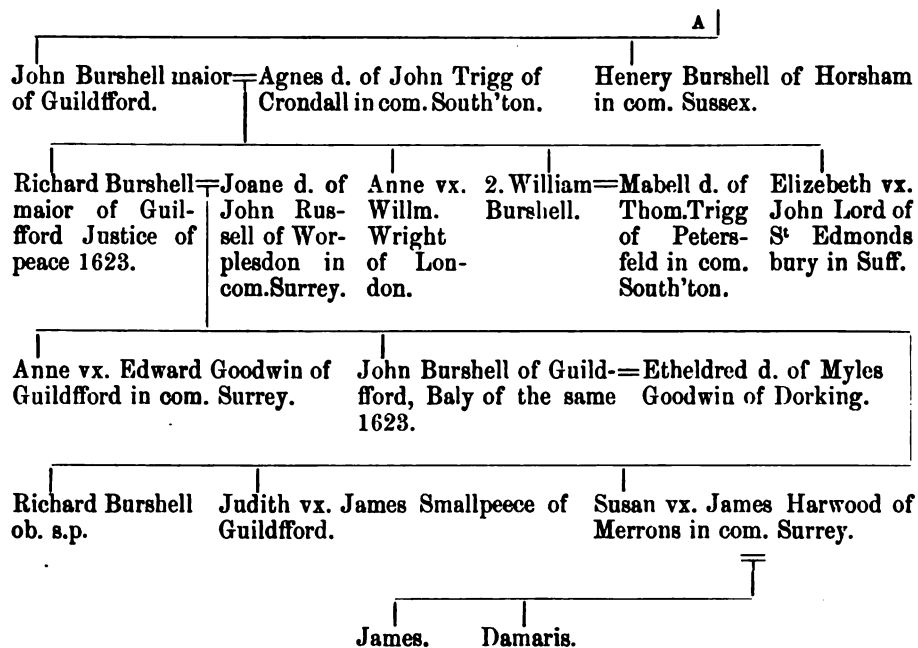 A
John Burshell maior=Agnes d. of John Trigg of
of Guildfford. Crondall in com. South'ton.
Henery Burshell of Horsham
in com. Sussex.
Richard Burshell=
maior of Guil-
fford Justice of
peace 1623.
Joane d. of
John Rus-
sell of Wor-
plesdon in
com.Surrey.
Anne vx.
Willm.
Wright
of Lon-
don.
2. William=
Burshell.
Mabell d. of
Thom.Trigg
of Peters-
feld in com.
South'ton.
Elizebeth vx.
John Lord of
Sᵗ Edmonds
bury in Suff.
Anne vx. Edward Goodwin of
Guildfford in com. Surrey.
John Burshell of Guild-=
fford, Baly of the same
1623.
Etheldred d. of Myles
Goodwin of Dorking.
Richard Burshell
ob. s.p.
Judith vx. James Smallpeece of
Guildfford.
Susan vx. James Harwood of
Merrons in com. Surrey.
James. Damaris.